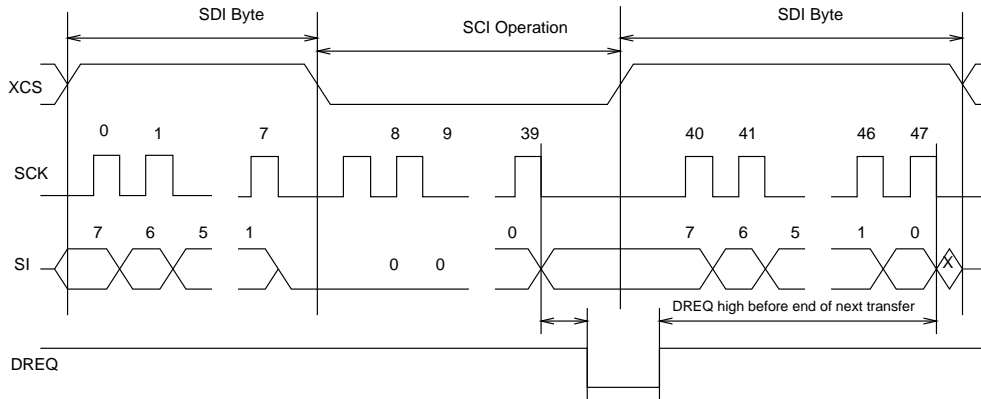 SDI Byte SCI Operation SDI Byte
XCS
0 1 7 8 9 39 40 41 46 47
SCK
7 6 5 1 0 7 6 5 1 0
SI 0 0 X
DREQ high before end of next transfer
DREQ